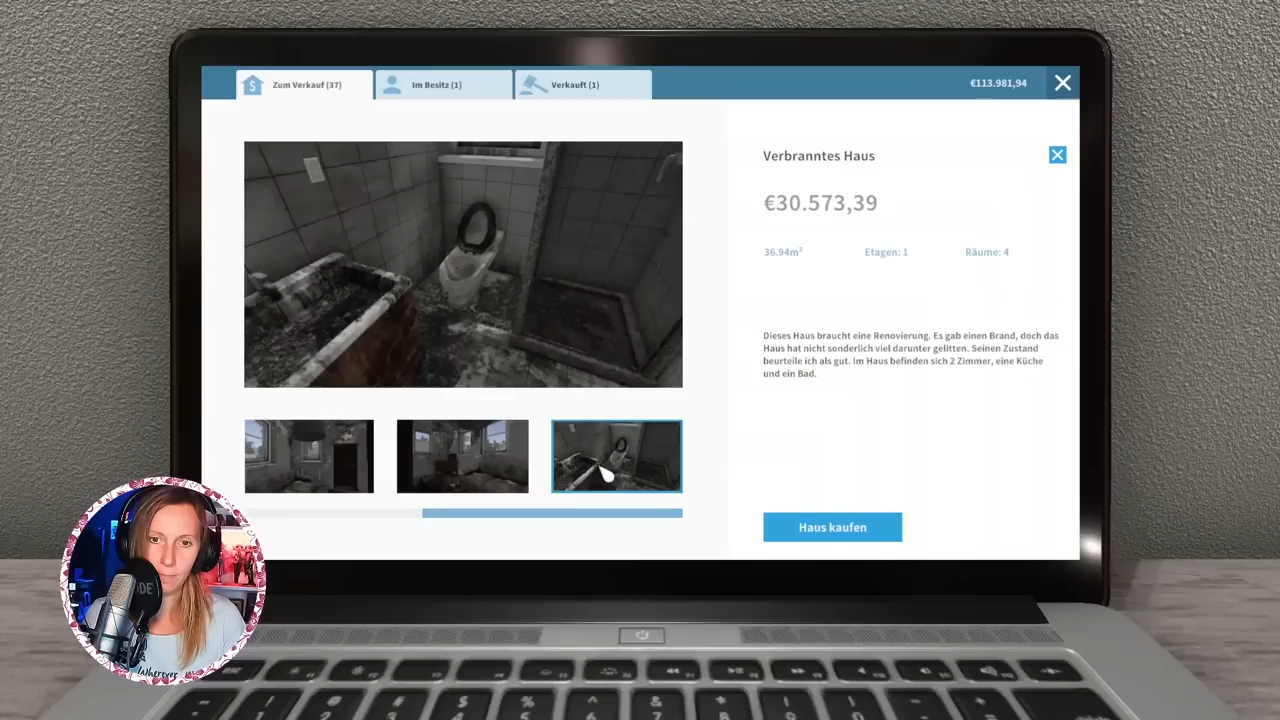 Zum Verkauf (37)
Im Besitz (1)
Verkauft (1)
€113.981,94
Verbranntes Haus
€30.573,39
36.94m²
Etagen: 1
Räume: 4
Dieses Haus braucht eine Renovierung. Es gab einen Brand, doch das
Haus hat nicht sonderlich viel darunter gelitten. Seinen Zustand
beurteile ich als gut. Im Haus befinden sich 2 Zimmer, eine Küche
und ein Bad.
Haus kaufen
Wherever